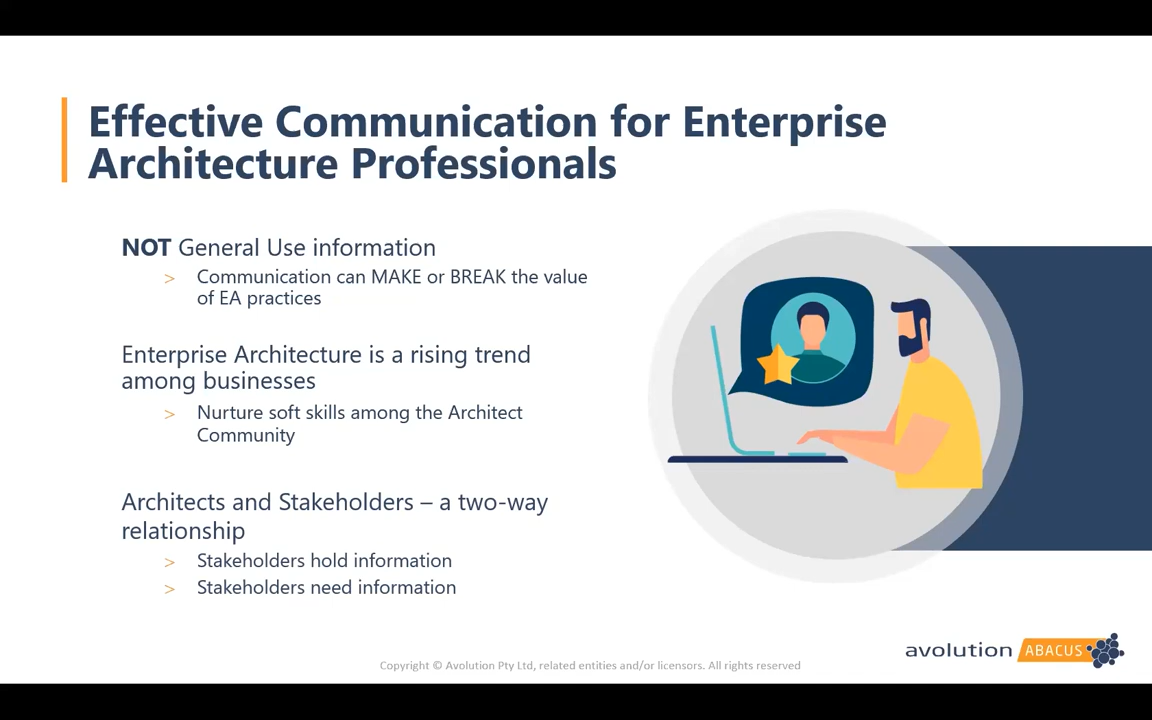 Effective Communication for Enterprise
Architecture Professionals
NOT General Use information
> Communication can MAKE or BREAK the value
of EA practices
Enterprise Architecture is a rising trend
among businesses
> Nurture soft skills among the Architect
Community
Architects and Stakeholders – a two-way
relationship
> Stakeholders hold information
> Stakeholders need information
avolution ABACUS
Copyright © Avolution Pty Ltd, related entities and/or licensors. All rights reserved